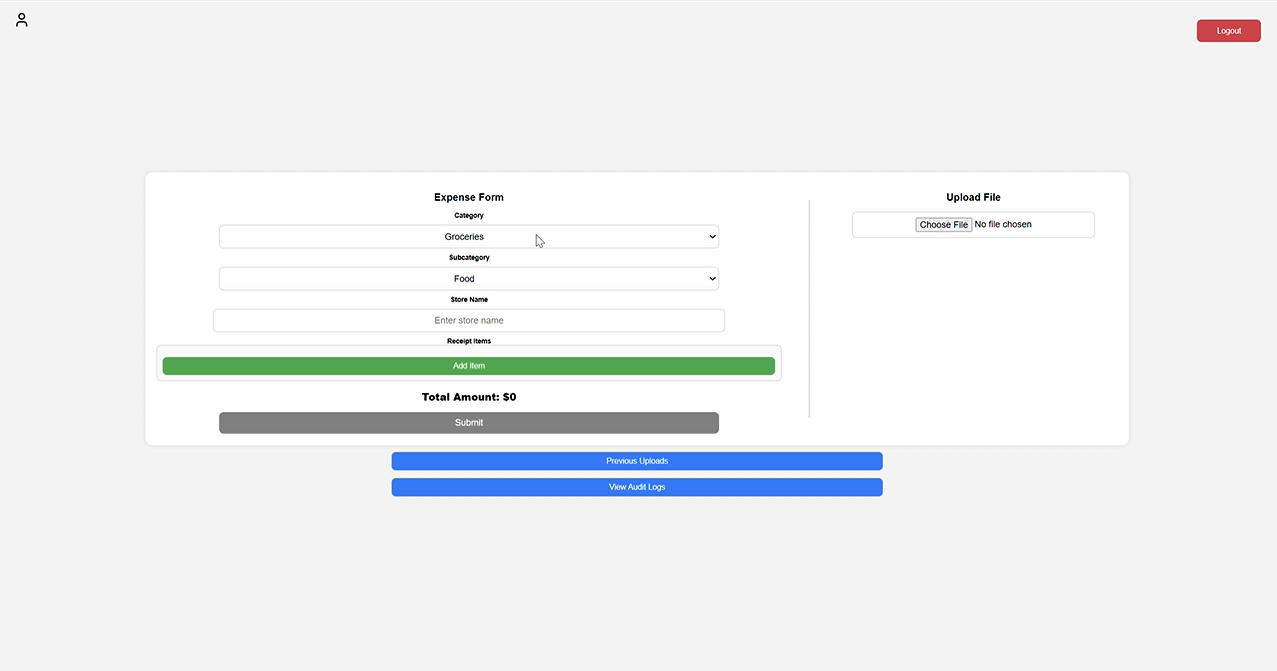 Logout
Expense Form
Category
Groceries
Subcategory
Food
Store Name
Enter store name
Receipt Items
Add Item
Total Amount: $0
Submit
Upload File
Choose File No file chosen
Previous Uploads
View Audit Logs